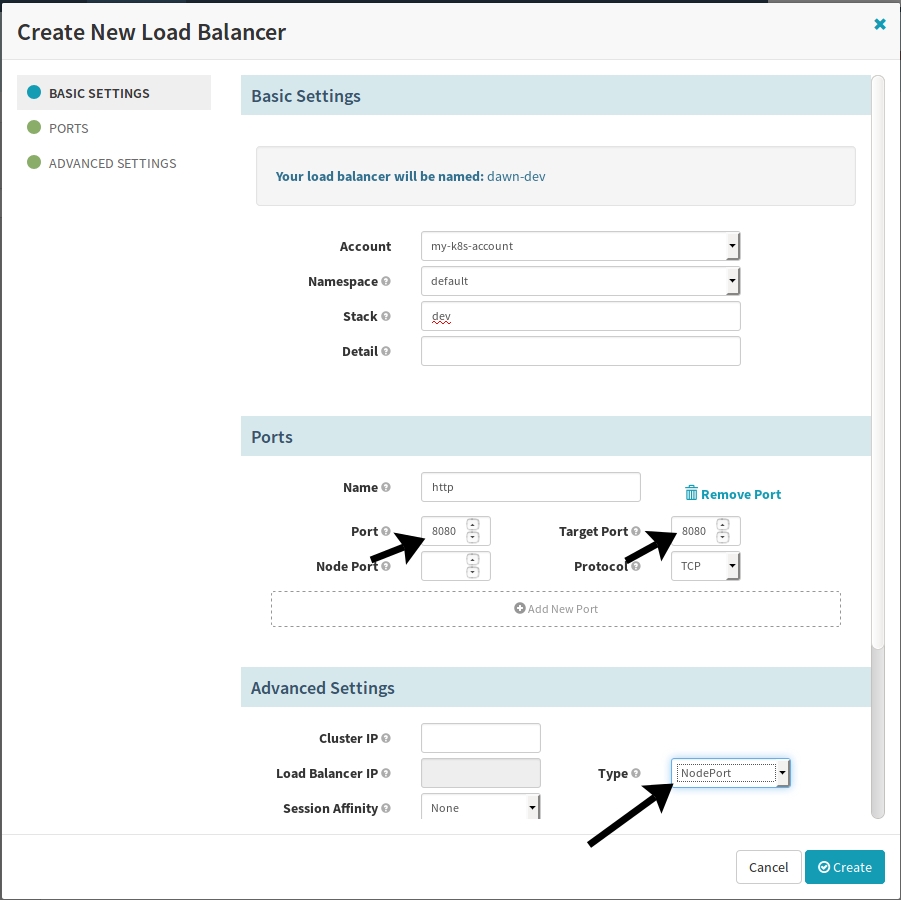 Create New Load Balancer
BASIC SETTINGS
PORTS
ADVANCED SETTINGS
Basic Settings
Your load balancer will be named: dawn-dev
Account my-k8s-account
Namespace default
Stack dev
Detail
Ports
Name http Remove Port
Port 8080 Target Port 8080
Node Port Protocol TCP
Add New Port
Advanced Settings
Cluster IP
Load Balancer IP Type NodePort
Session Affinity None
Cancel Create